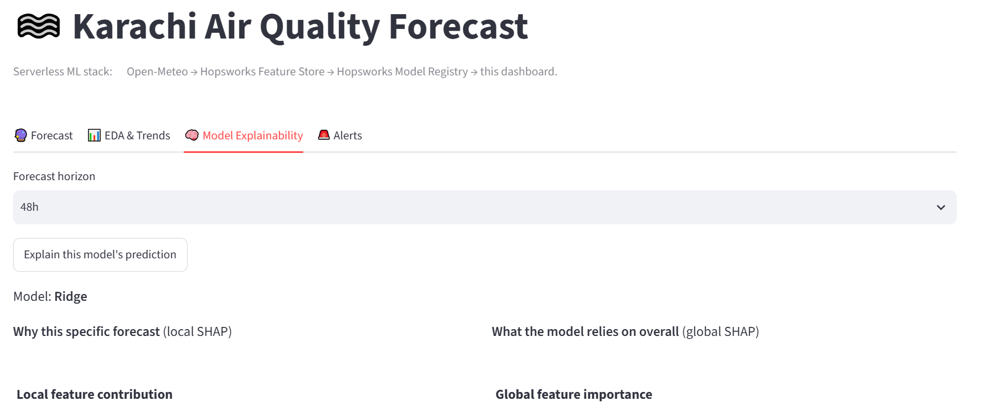 Karachi Air Quality Forecast
Serverless ML stack: Open-Meteo → Hopsworks Feature Store → Hopsworks Model Registry → this dashboard.
Forecast EDA & Trends Model Explainability Alerts
Forecast horizon
48h
Explain this model's prediction
Model: Ridge
Why this specific forecast (local SHAP)
What the model relies on overall (global SHAP)
Local feature contribution
Global feature importance